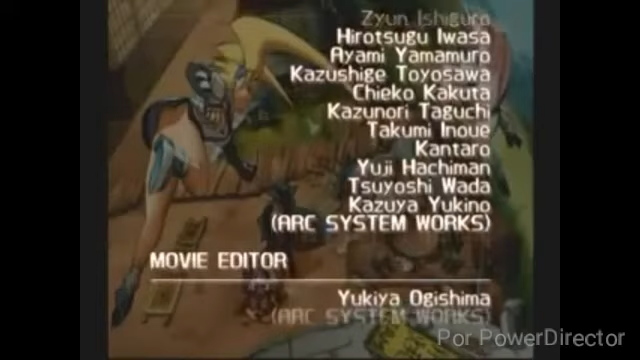 Zyun Ishiguro
Hirotsugu Iwasa
Ayami Yamamuro
Kazushige Toyosawa
Chieko Kakuta
Kazunori Taguchi
Takumi Inoue
Kantaro
Yuji Hachiman
Tsuyoshi Wada
Kazuya Yukino
(ARC SYSTEM WORKS)
MOVIE EDITOR
Yukiya Ogishima
(ARC SYSTEM WORKS)
Por PowerDirector